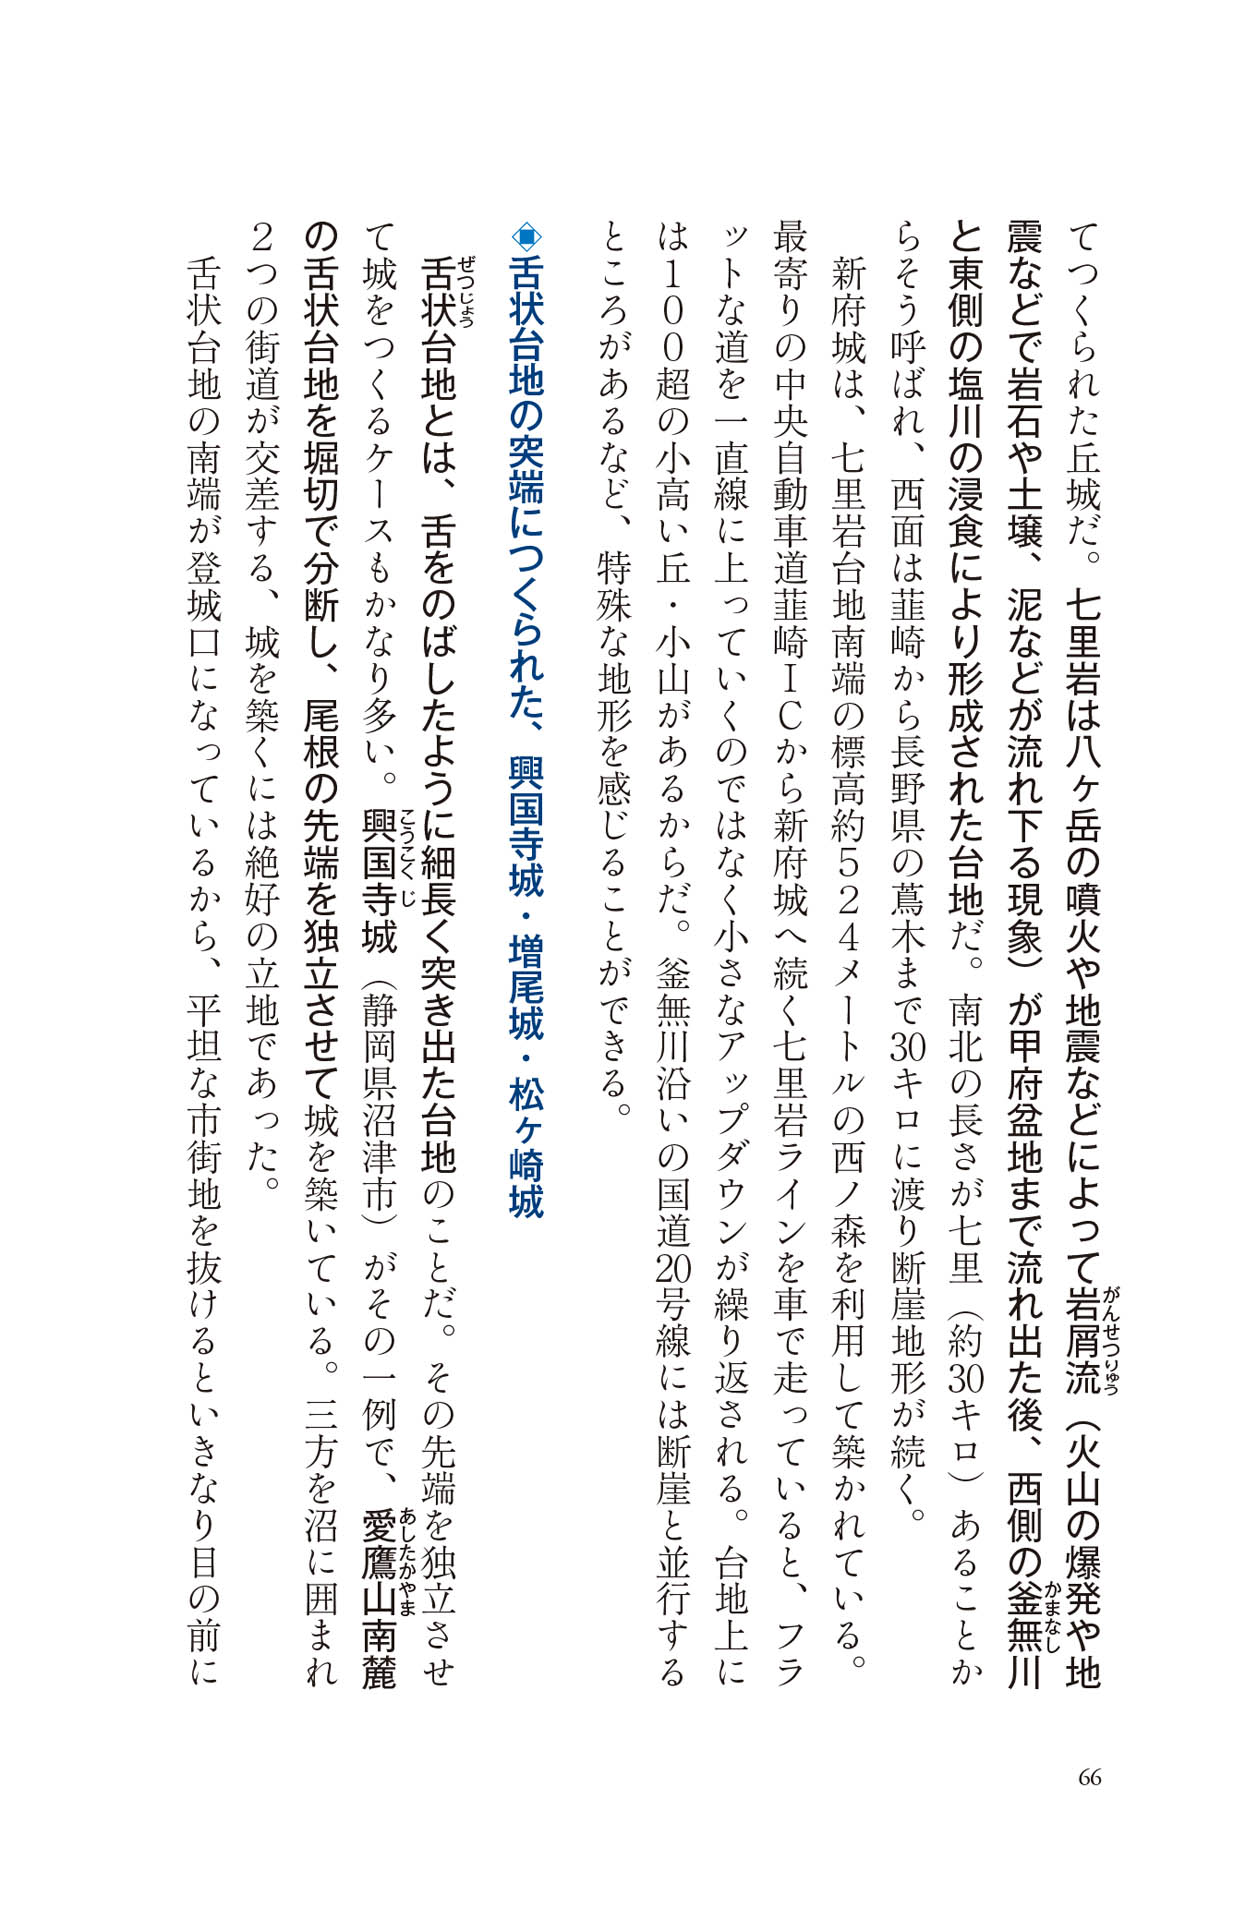 てつくられた丘城だ。七里岩は八ヶ岳の噴火や地震などによって岩屑流（火山の爆発や地
震などで岩石や土壌、泥などが流れ下る現象）が甲府盆地まで流れ出た後、西側の釜無川
と東側の塩川の浸食により形成された台地だ。南北の長さが七里（約30キロ）あることか
らそう呼ばれ、西面は韮崎から長野県の蔦木まで30キロに渡り断崖地形が続く。
　新府城は、七里岩台地南端の標高約５２４メートルの西ノ森を利用して築かれている。
最寄りの中央自動車道韮崎ＩＣから新府城へ続く七里岩ラインを車で走っていると、フラ
ットな道を一直線に上っていくのではなく小さなアップダウンが繰り返される。台地上に
は１００超の小高い丘・小山があるからだ。釜無川沿いの国道20号線には断崖と並行する
ところがあるなど、特殊な地形を感じることができる。
◈舌状台地の突端につくられた、興国寺城・増尾城・松ヶ崎城
　舌状台地とは、舌をのばしたように細長く突き出た台地のことだ。その先端を独立させ
て城をつくるケースもかなり多い。興国寺城（静岡県沼津市）がその一例で、愛鷹山南麓
の舌状台地を堀切で分断し、尾根の先端を独立させて城を築いている。三方を沼に囲まれ
２つの街道が交差する、城を築くには絶好の立地であった。
　舌状台地の南端が登城口になっているから、平坦な市街地を抜けるといきなり目の前に
がんせつりゅう
かまなし
ぜつじょう
こうこくじ
あしたかやま
66